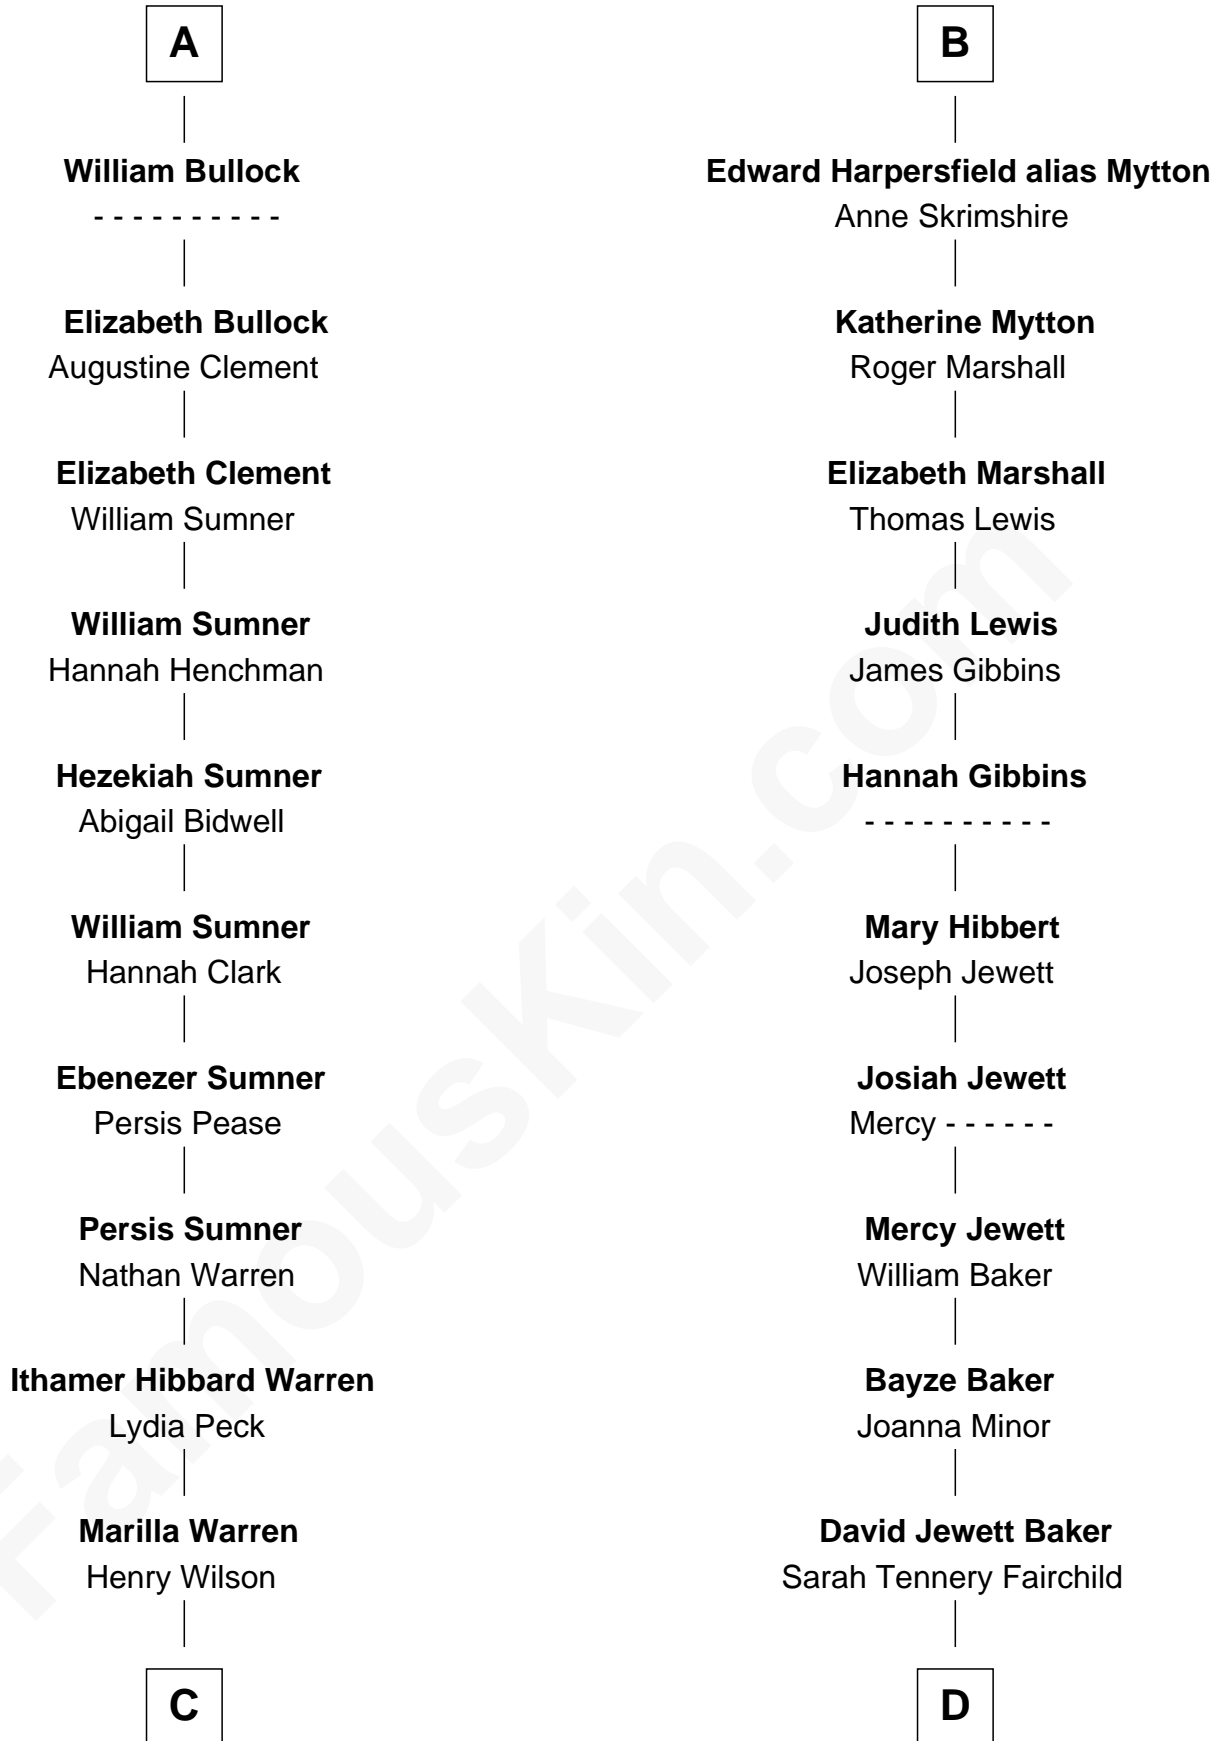 A
William Bullock
- - - - - - - - - -
Elizabeth Bullock
Augustine Clement
Elizabeth Clement
William Sumner
William Sumner
Hannah Henchman
Hezekiah Sumner
Abigail Bidwell
William Sumner
Hannah Clark
Ebenezer Sumner
Persis Pease
Persis Sumner
Nathan Warren
Ithamer Hibbard Warren
Lydia Peck
Marilla Warren
Henry Wilson
C
B
Edward Harpersfield alias Mytton
Anne Skrimshire
Katherine Mytton
Roger Marshall
Elizabeth Marshall
Thomas Lewis
Judith Lewis
James Gibbins
Hannah Gibbins
- - - - - - - - - -
Mary Hibbert
Joseph Jewett
Josiah Jewett
Mercy - - - - - -
Mercy Jewett
William Baker
Bayze Baker
Joanna Minor
David Jewett Baker
Sarah Tennery Fairchild
D
FamousKin.com